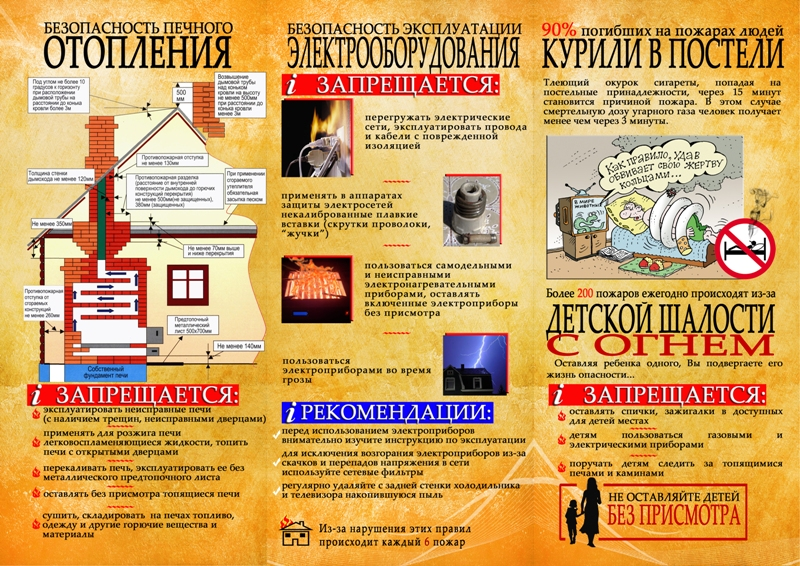 БЕЗОПАСНОСТЬ ПЕЧНОГО
ОТОПЛЕНИЯ
Под углом не более 10
градусов к горизонту
при расположении
дымовой трубы на
расстоянии до конька
кровли более 3м
500
мм
Возвышение
дымовой трубы
над коньком
кровли на высоту
не менее 500мм
при расстоянии до
конька кровли
менее 3м
Противопожарная отступка
не менее 130мм
Толщина стенки
дымохода не менее 120мм
Противопожарная разделка
(расстояние от внутренней
поверхности дымохода до горючих
конструкций перекрытия)
не менее 500мм(не защищенных),
380мм (защищенных)
При применении
сгораемого
утеплителя
обязательная
засыпка песком
Не менее 350мм
Не менее 70мм выше
и ниже перекрытия
Противопожарная
отступка от
сгораемых
конструкций
не менее 260мм
Предтопочный
металлический
лист 500х700мм
Не менее 140мм
Собственный
фундамент печи
i ЗАПРЕЩАЕТСЯ:
эксплуатировать неисправные печи
(с наличием трещин, неисправными дверцами)
применять для розжига печи
легковоспламеняющиеся жидкости, топить
печи с открытыми дверцами
перекаливать печь, эксплуатировать ее без
металлического предтопочного листа
оставлять без присмотра топящиеся печи
сушить, складировать на печах топливо,
одежду и другие горючие вещества и
материалы
БЕЗОПАСНОСТЬ ЭКСПЛУАТАЦИИ
ЭЛЕКТРООБОРУДОВАНИЯ
i ЗАПРЕЩАЕТСЯ:
перегружать электрические
сети, эксплуатировать провода
и кабели с поврежденной
изоляцией
применять в аппаратах
защиты электросетей
некалиброванные плавкие
вставки (скрутки проволоки,
"жучки")
пользоваться самодельными
и неисправными
электронагревательными
приборами, оставлять
включенные электроприборы
без присмотра
пользоваться
электроприборами во время
грозы
i РЕКОМЕНДАЦИИ:
перед использованием электроприборов
внимательно изучите инструкцию по эксплуатации
для исключения возгорания электроприборов из-за
скачков и перепадов напряжения в сети
используйте сетевые фильтры
регулярно удаляйте с задней стенки холодильника
и телевизора накопившуюся пыль
Из-за нарушения этих правил
происходит каждый 6 пожар
90% погибших на пожарах людей
КУРИЛИ В ПОСТЕЛИ
Тлеющий окурок сигареты, попадая на
постельные принадлежности, через 15 минут
становится причиной пожара. В этом случае
смертельную дозу угарного газа человек получает
менее чем через 3 минуты.
Как правило, удав
обвивает свою жертву
кольцами...
В МИРЕ
ЖИВОТНЫХ
Более 200 пожаров ежегодно происходят из-за
ДЕТСКОЙ ШАЛОСТИ
С ОГНЕМ
Оставляя ребенка одного, Вы подвергаете его
жизнь опасности...
i ЗАПРЕЩАЕТСЯ:
оставлять спички, зажигалки в доступных
для детей местах
детям пользоваться газовыми и
электрическими приборами
поручать детям следить за топящимися
печами и каминами
НЕ ОСТАВЛЯЙТЕ ДЕТЕЙ
БЕЗ ПРИСМОТРА